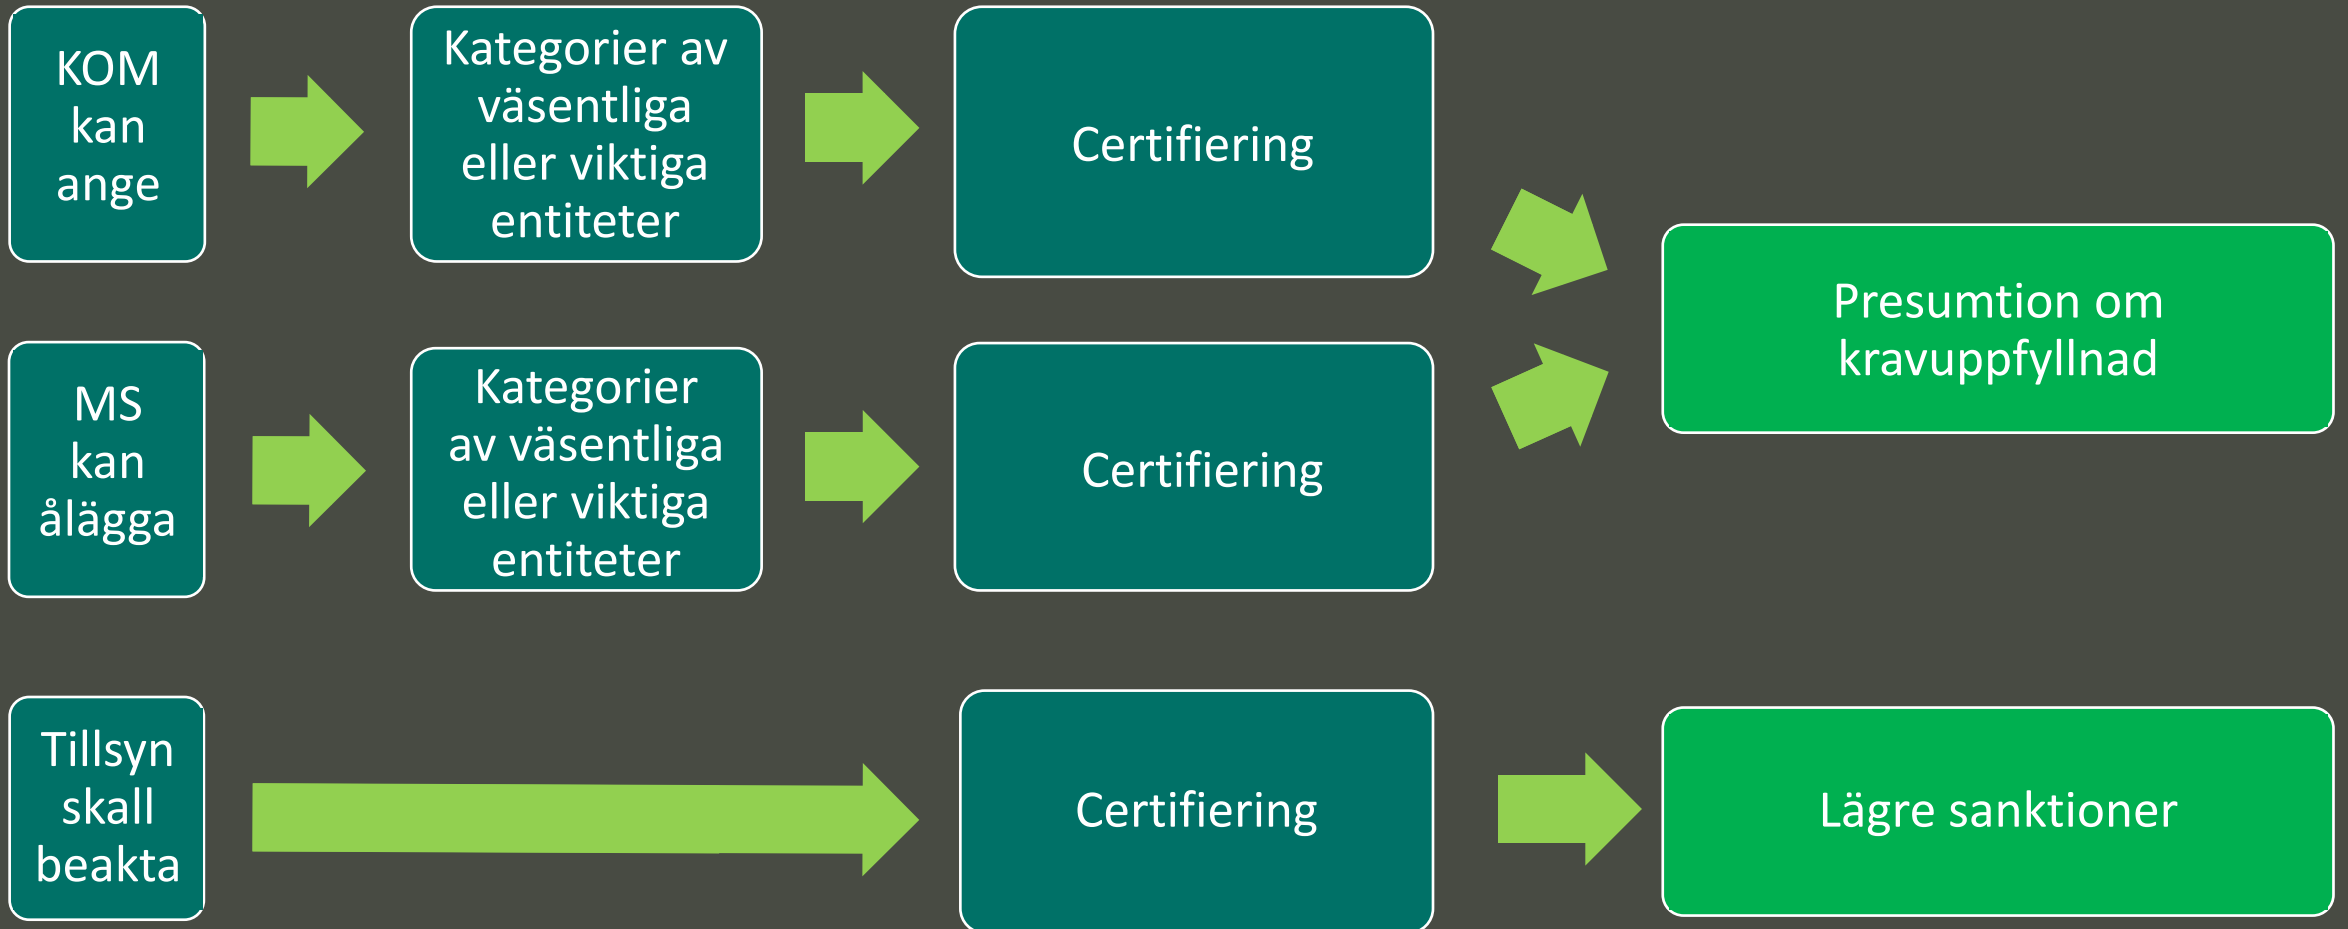 KOM
kan
ange
Kategorier av
väsentliga
eller viktiga
entiteter
Certifiering
Presumtion om
kravuppfyllnad
MS
kan
ålägga
Kategorier
av väsentliga
eller viktiga
entiteter
Certifiering
Tillsyn
skall
beakta
Certifiering
Lägre sanktioner